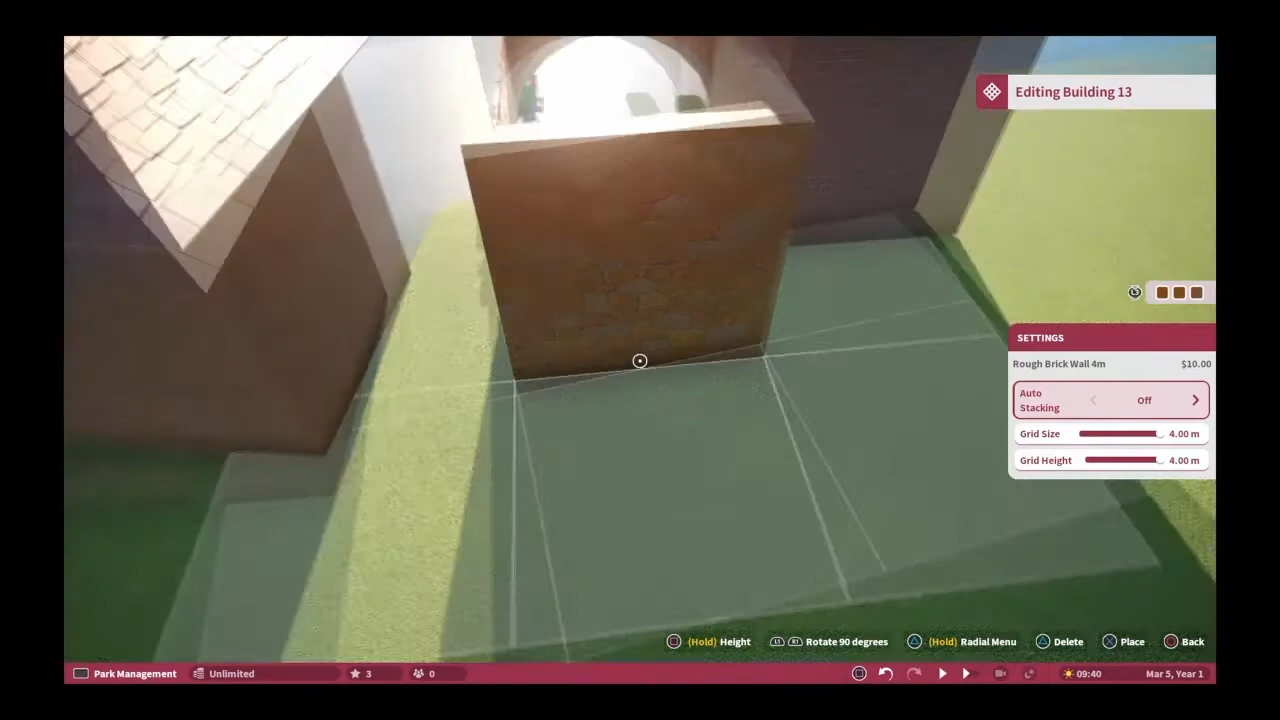 Editing Building 13
SETTINGS
Rough Brick Wall 4m $10.00
Auto Stacking Off
Grid Size 4.00 m
Grid Height 4.00 m
(Hold) Height L1 R1 Rotate 90 degrees (Hold) Radial Menu Delete Place Back
Park Management Unlimited 3 0 09:40 Mar 5, Year 1